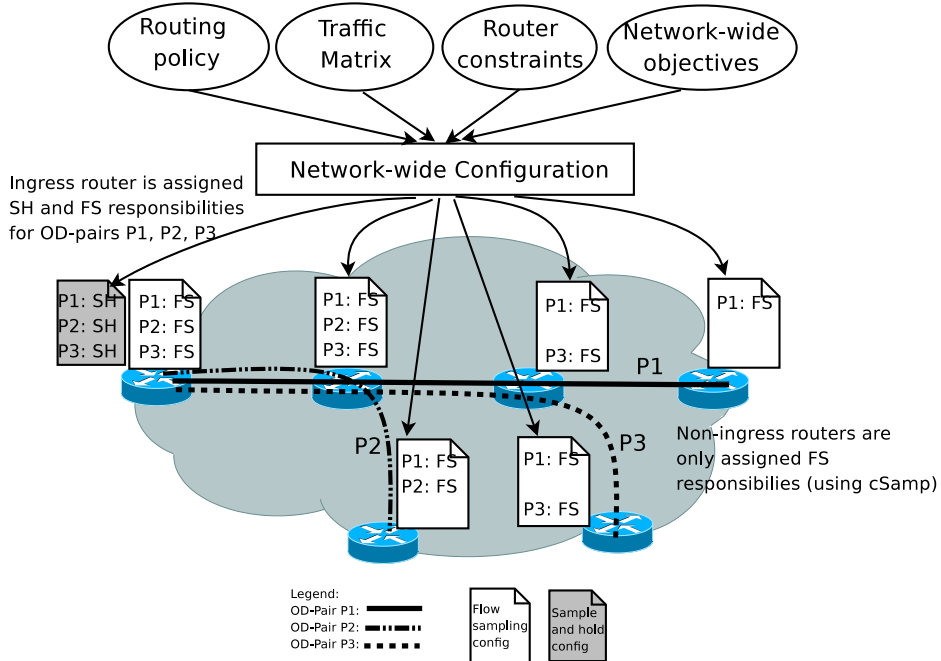 Routing
policy
Traffic
Matrix
Router
constraints
Network-wide
objectives
Network-wide Configuration
Ingress router is assigned
SH and FS responsibilities
for OD-pairs P1, P2, P3
P1: SH
P2: SH
P3: SH
P1: FS
P2: FS
P3: FS
P1: FS
P2: FS
P3: FS
P1: FS
P3: FS
P1: FS
P1
P2
P3
P1: FS
P2: FS
P1: FS
P3: FS
Non-ingress routers are
only assigned FS
responsibilies (using cSamp)
Legend:
OD-Pair P1:
OD-Pair P2:
OD-Pair P3:
Flow
sampling
config
Sample
and hold
config